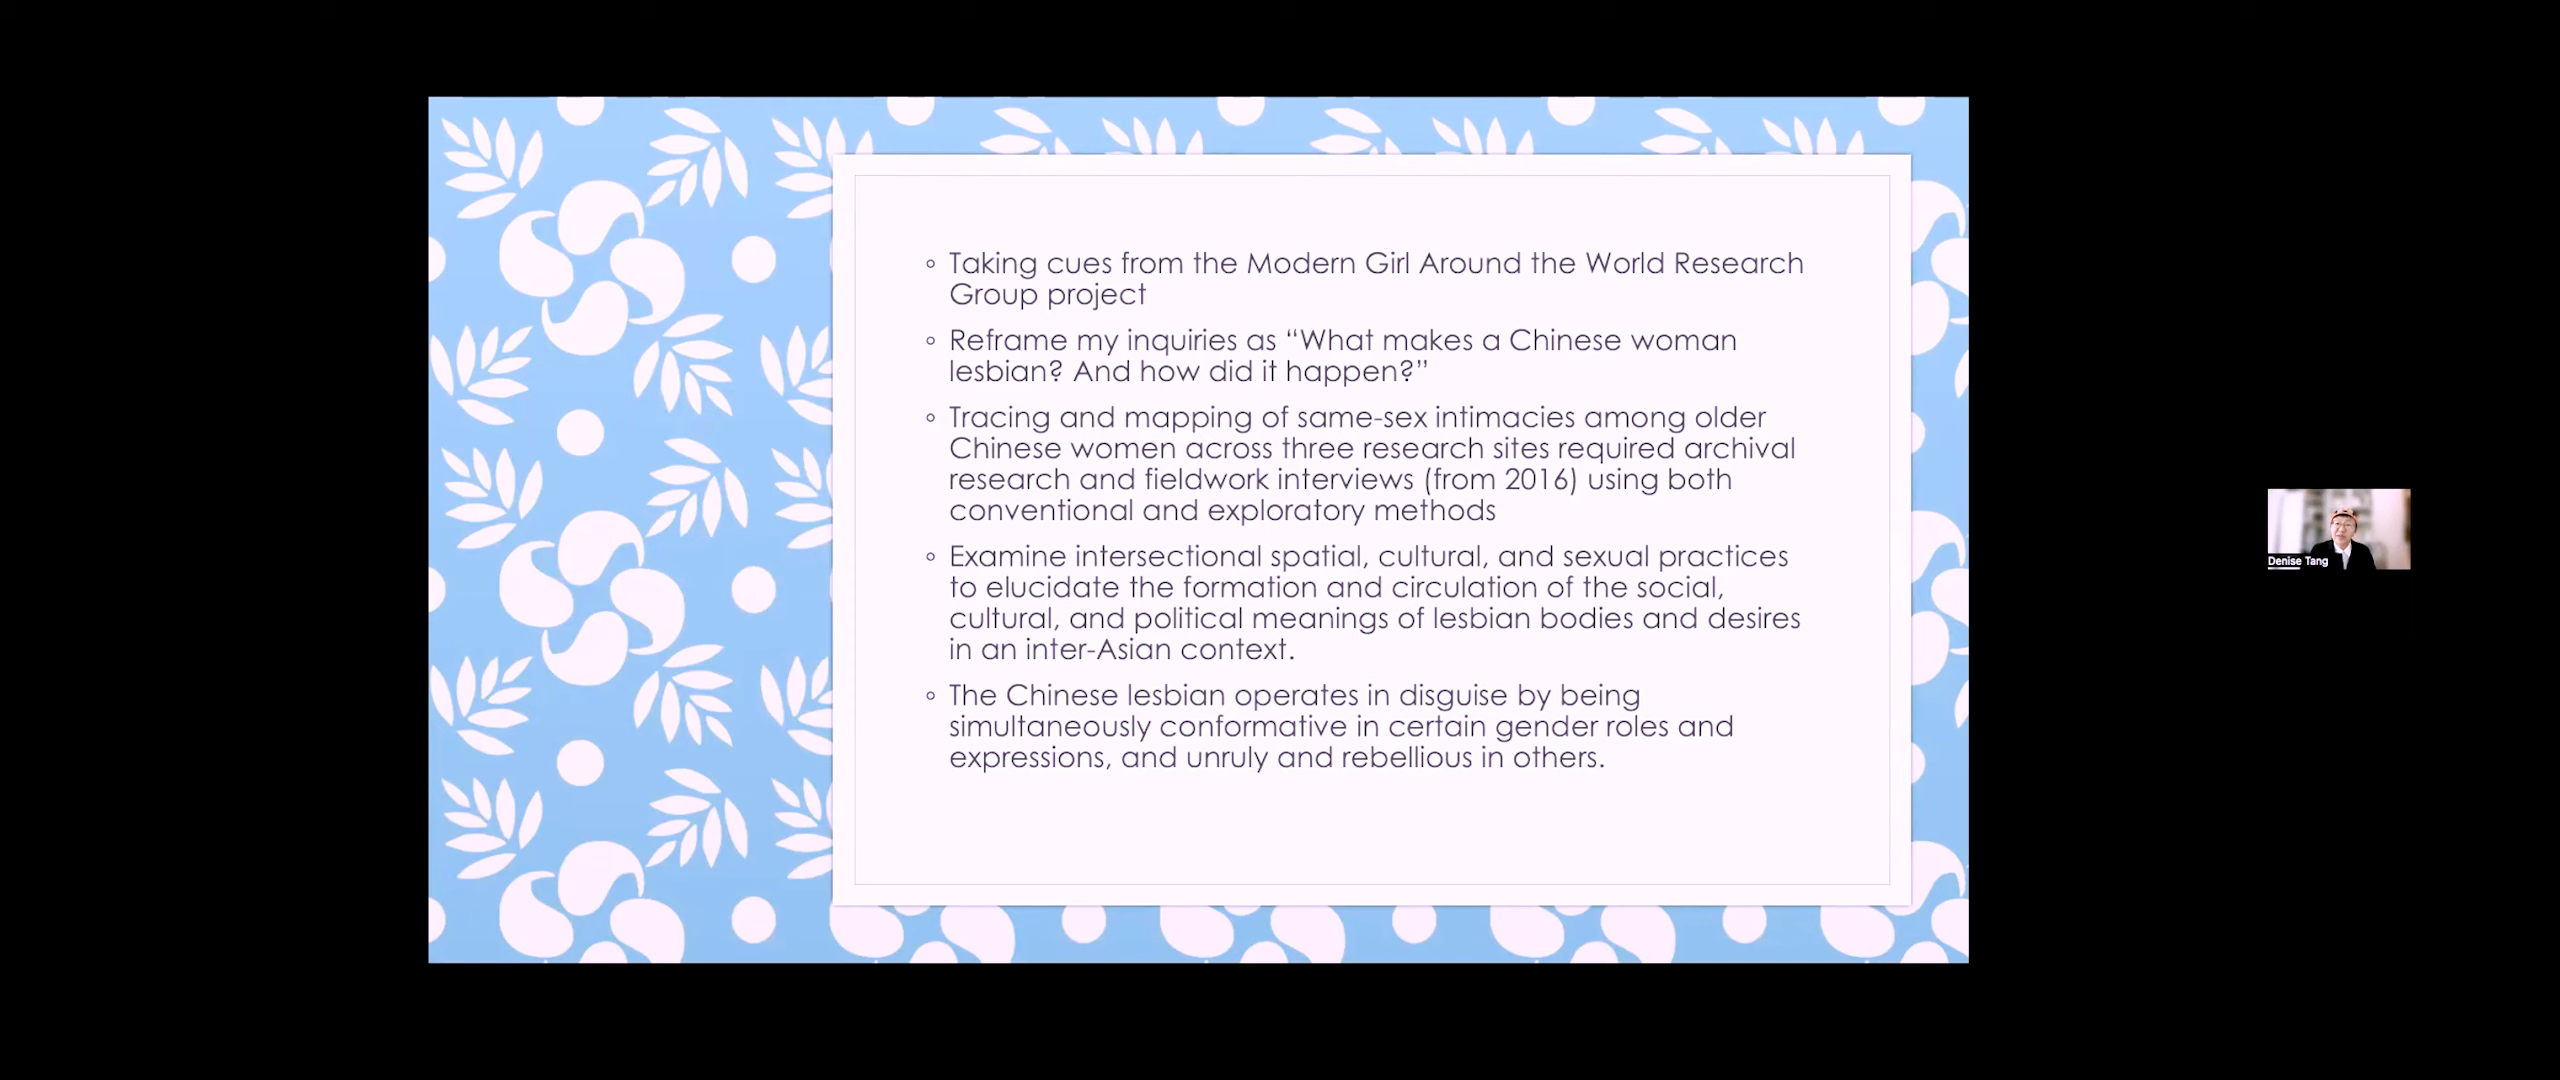 ◦ Taking cues from the Modern Girl Around the World Research
Group project
◦ Reframe my inquiries as “What makes a Chinese woman
lesbian? And how did it happen?”
◦ Tracing and mapping of same-sex intimacies among older
Chinese women across three research sites required archival
research and fieldwork interviews (from 2016) using both
conventional and exploratory methods
◦ Examine intersectional spatial, cultural, and sexual practices
to elucidate the formation and circulation of the social,
cultural, and political meanings of lesbian bodies and desires
in an inter-Asian context.
◦ The Chinese lesbian operates in disguise by being
simultaneously conformative in certain gender roles and
expressions, and unruly and rebellious in others.
Denise Tang